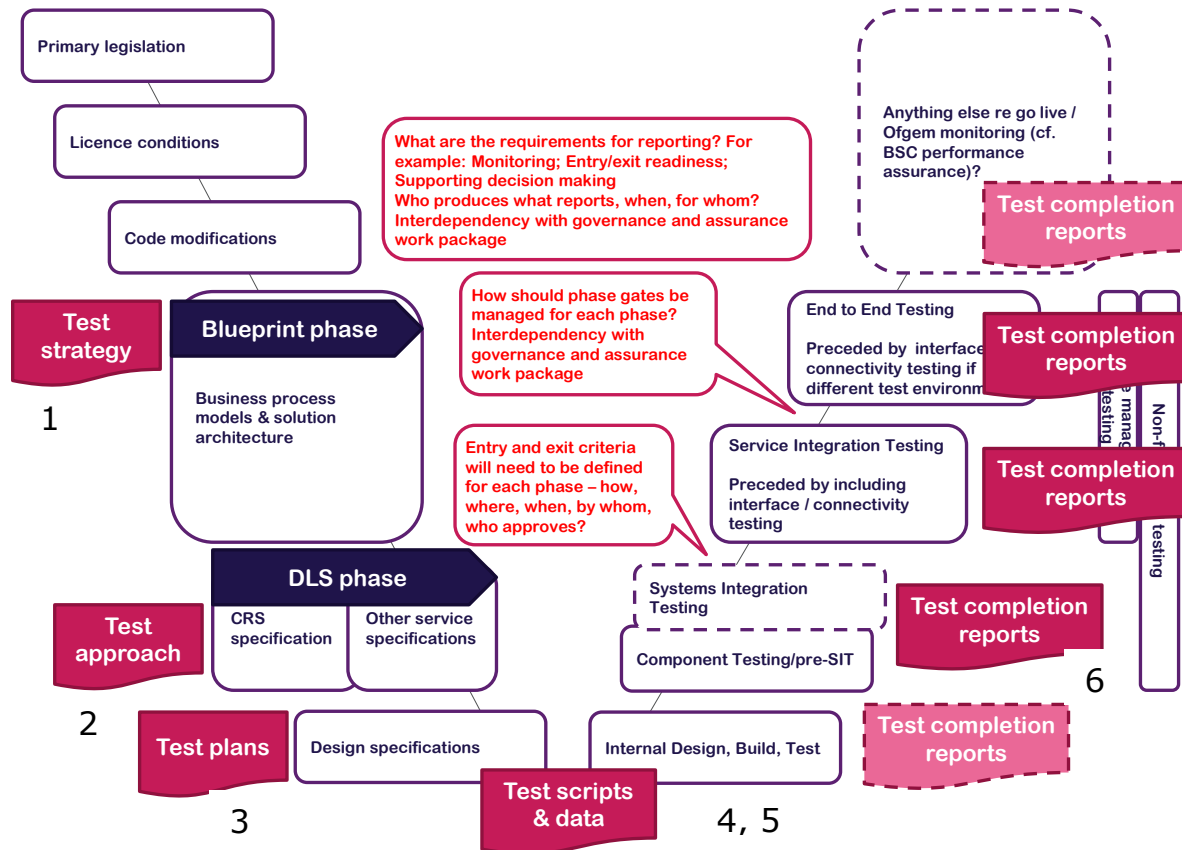 Primary legislation
Licence conditions
Code modifications
What are the requirements for reporting? For
example: Monitoring; Entry/exit readiness;
Supporting decision making
Who produces what reports, when, for whom?
Interdependency with governance and assurance
work package
Anything else re go live /
Ofgem monitoring (cf.
BSC performance
assurance)?
Test completion
reports
Test
strategy
1
Blueprint phase
Business process
models & solution
architecture
How should phase gates be
managed for each phase?
Interdependency with
governance and assurance
work package
End to End Testing
Preceded by interface
connectivity testing if
different test environm
Test completion
reports
Entry and exit criteria
will need to be defined
for each phase – how,
where, when, by whom,
who approves?
Service Integration Testing
Preceded by including
interface / connectivity
testing
Test completion
reports
e manag
testing
Non-f
testing
DLS phase
CRS
specification
Other service
specifications
Test
approach
2
Systems Integration
Testing
Component Testing/pre-SIT
Test completion
reports
6
Test plans
3
Design specifications
Internal Design, Build, Test
Test completion
reports
Test scripts
& data
4, 5